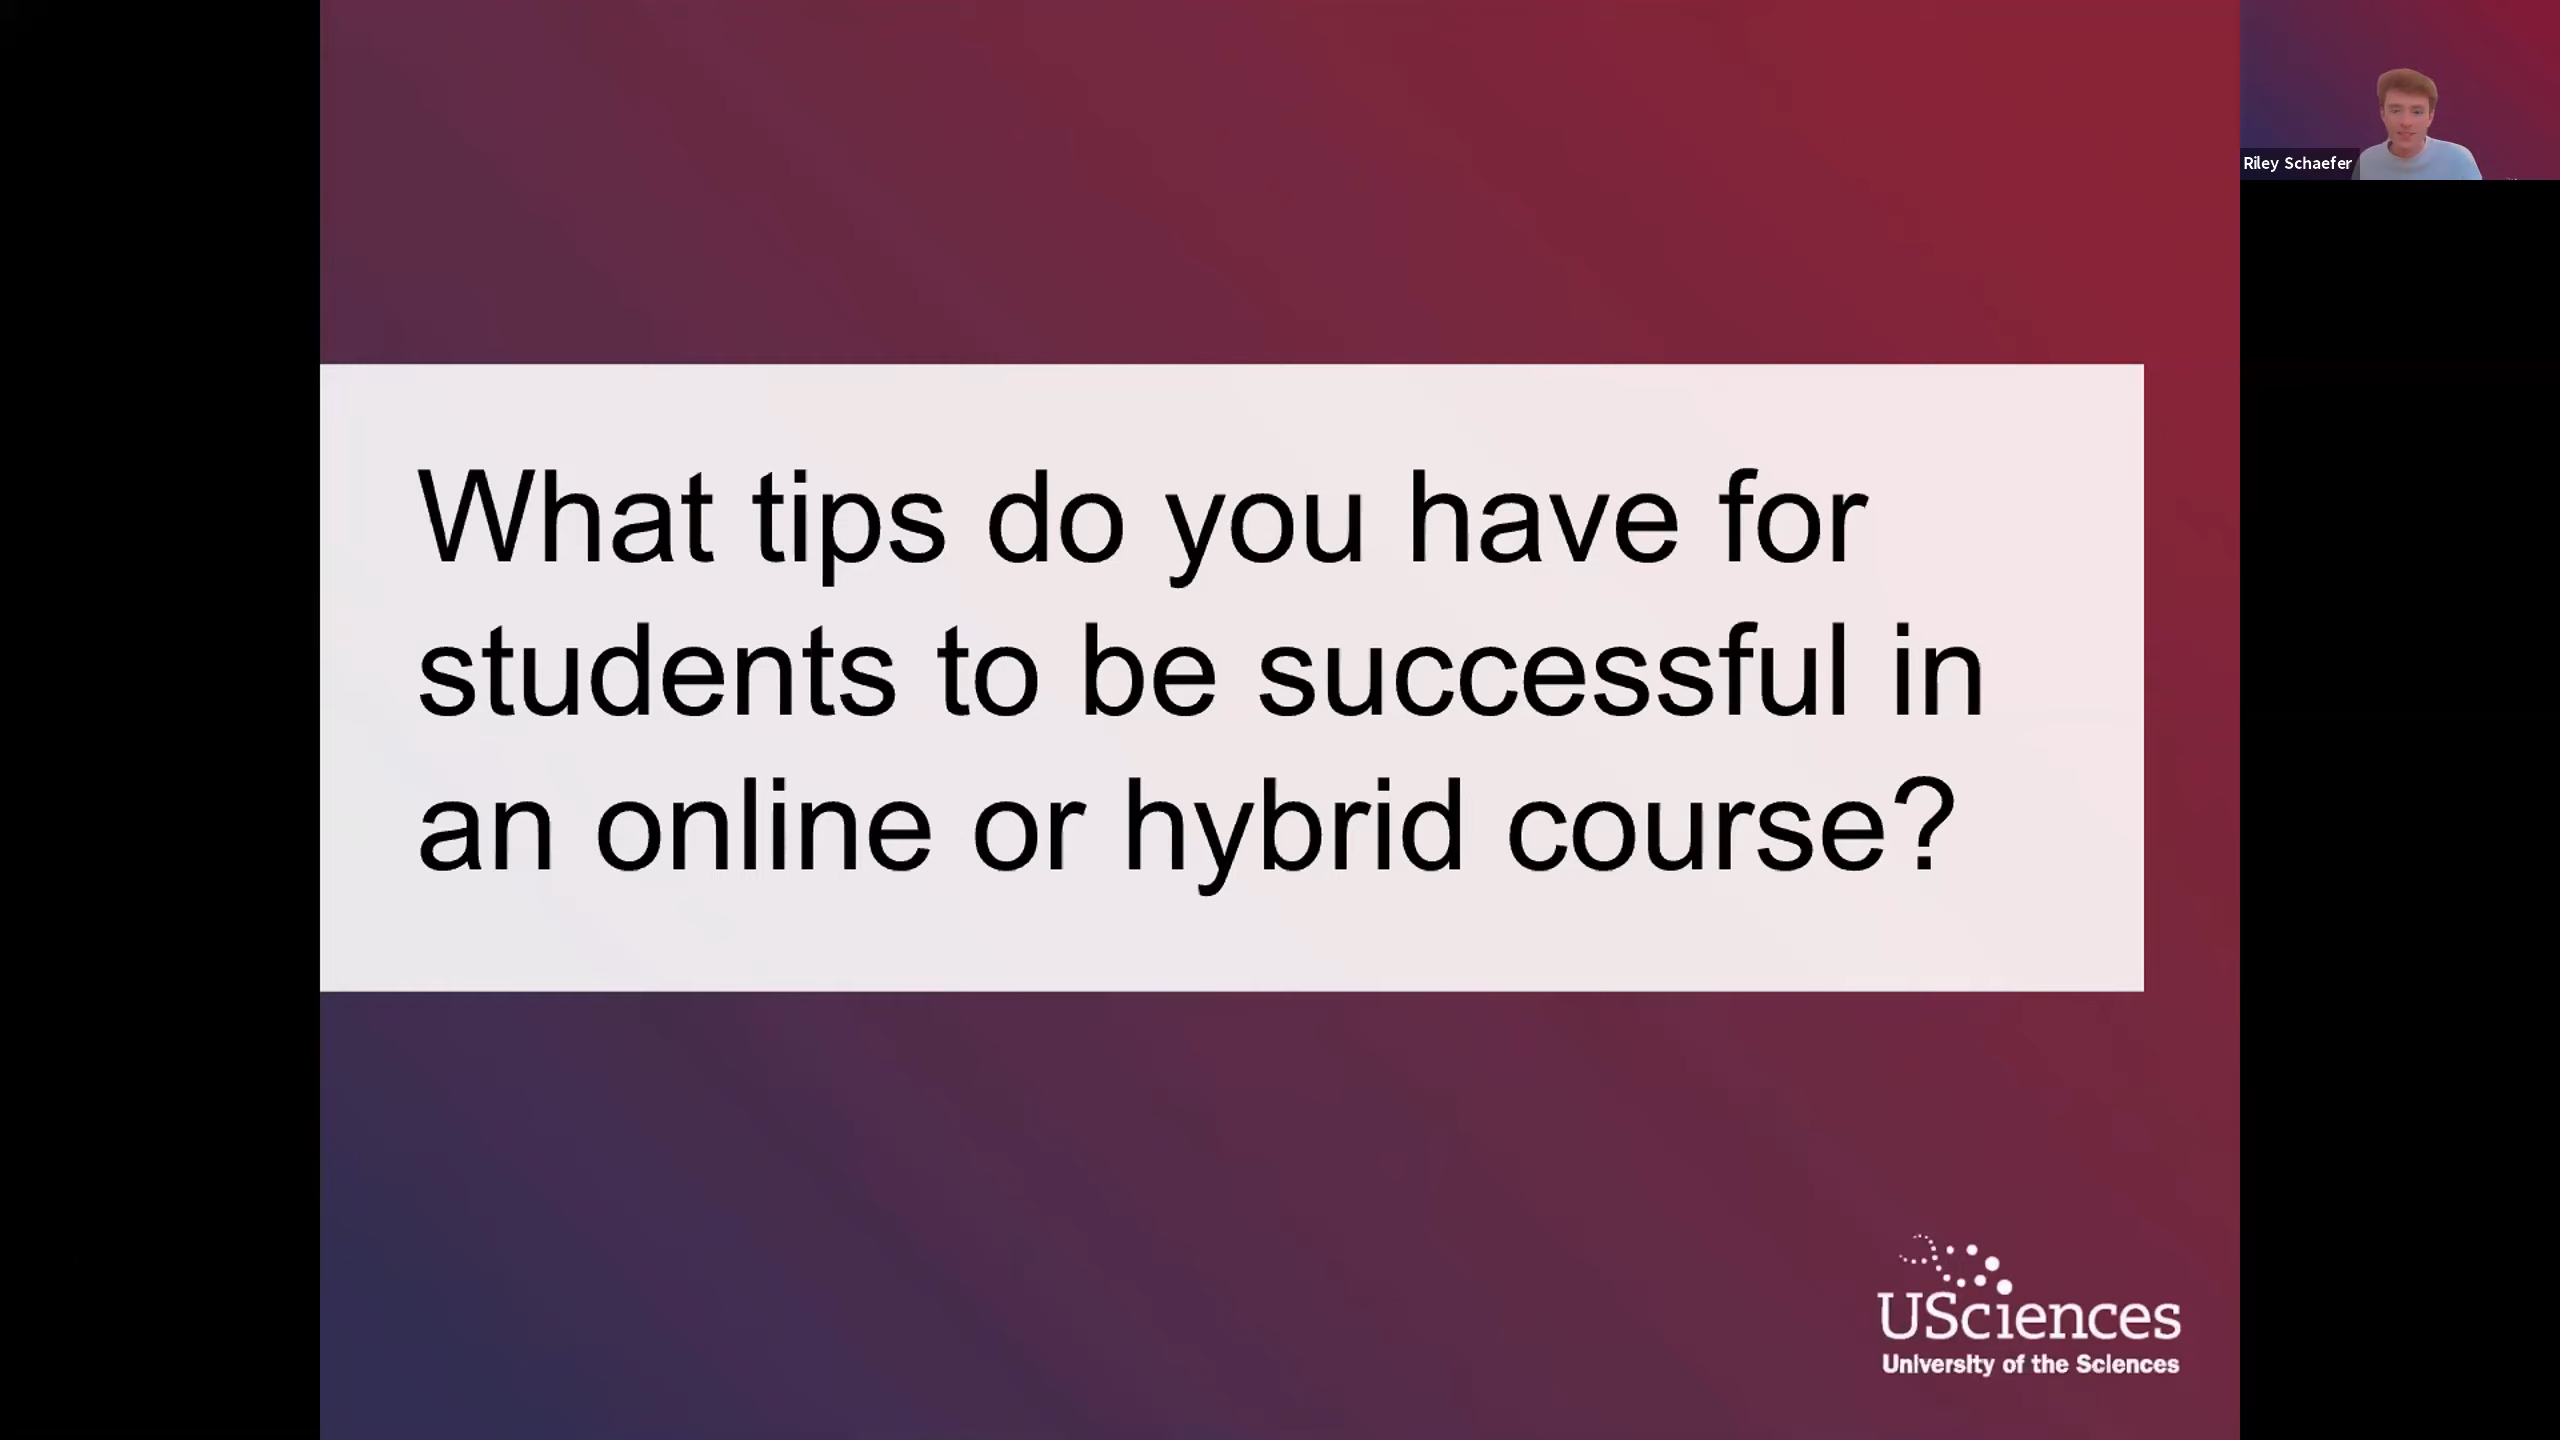 What tips do you have for
students to be successful in
an online or hybrid course?
Riley Schaefer
USciences
University of the Sciences